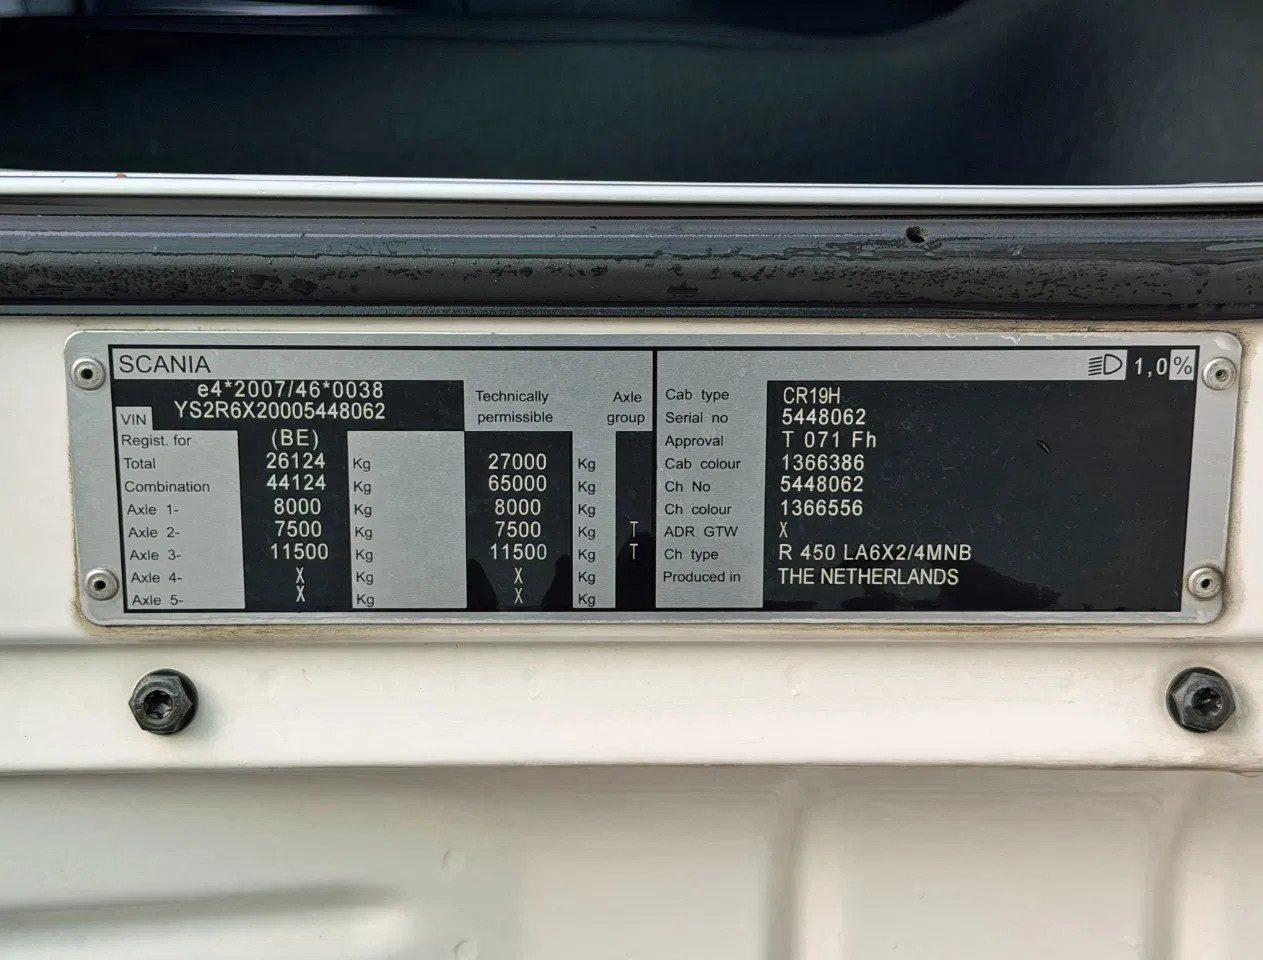 SCANIA
e4*2007/46*0038
VIN YS2R6X20005448062
Technically permissible Axle group
Regist. for (BE)
Total 26124 Kg 27000 Kg
Combination 44124 Kg 65000 Kg
Axle 1- 8000 Kg 8000 Kg
Axle 2- 7500 Kg 7500 Kg T
Axle 3- 11500 Kg 11500 Kg T
Axle 4- X Kg X Kg
Axle 5- X Kg X Kg
1,0 %
Cab type CR19H
Serial no 5448062
Approval T 071 Fh
Cab colour 1366386
Ch No 5448062
Ch colour 1366556
ADR GTW X
Ch type R 450 LA6X2/4MNB
Produced in THE NETHERLANDS